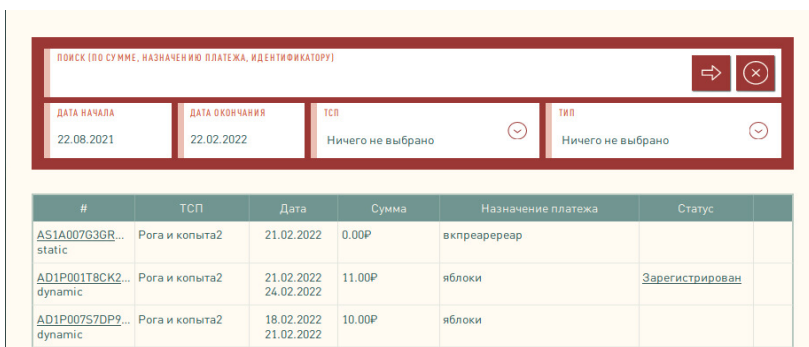 ПОИСК (ПО СУММЕ, НАЗНАЧЕНИЮ ПЛАТЕЖА, ИДЕНТИФИКАТОРУ)
ДАТА НАЧАЛА ДАТА ОКОНЧАНИЯ ТСП ТИП
22.08.2021 22.02.2022 Ничего не выбрано Ничего не выбрано
# ТСП Дата Сумма Назначение платежа Статус
AS1A007G3GR... Рога и копыта2 21.02.2022 0.00₽ вкпреаререар
static
AD1P001T8CK2... Рога и копыта2 21.02.2022 11.00₽ яблоки Зарегистрирован
dynamic 24.02.2022
AD1P007S7DP9... Рога и копыта2 18.02.2022 10.00₽ яблоки
dynamic 21.02.2022